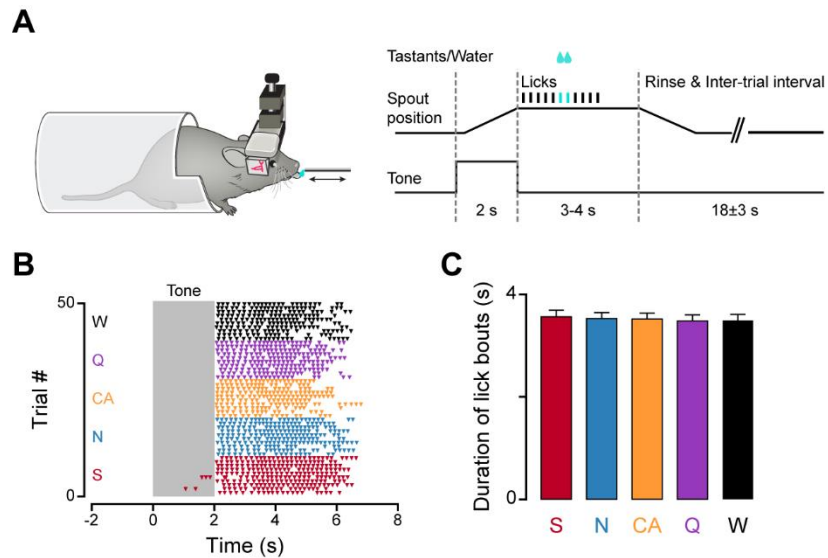 A
Tastants/Water
Licks
Rinse & Inter-trial interval
Spout
position
Tone
2 s
3-4 s
18±3 s
B
Tone
50
W
Q
CA
N
S
0
Trial #
-2
0
2
4
6
8
Time (s)
C
Duration of lick bouts (s)
4
0
S
N
CA
Q
W